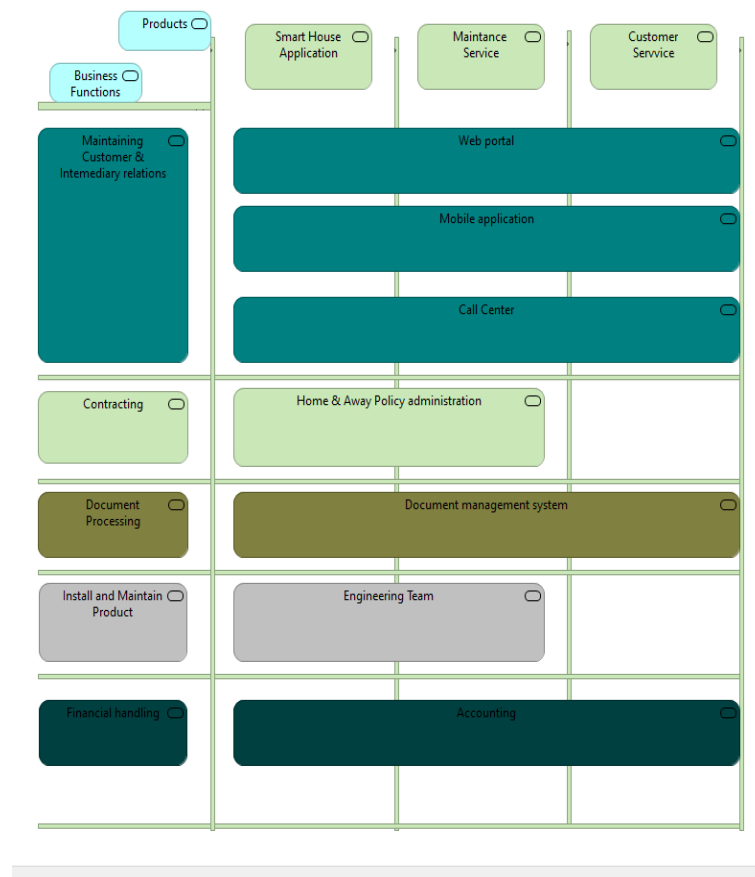 Products
Smart House
Application
Maintance
Service
Customer
Servvice
Business
Functions
Maintaining
Customer &
Intemediary relations
Web portal
Mobile application
Call Center
Contracting
Home & Away Policy administration
Document
Processing
Document management system
Install and Maintain
Product
Engineering Team
Financial handling
Accounting